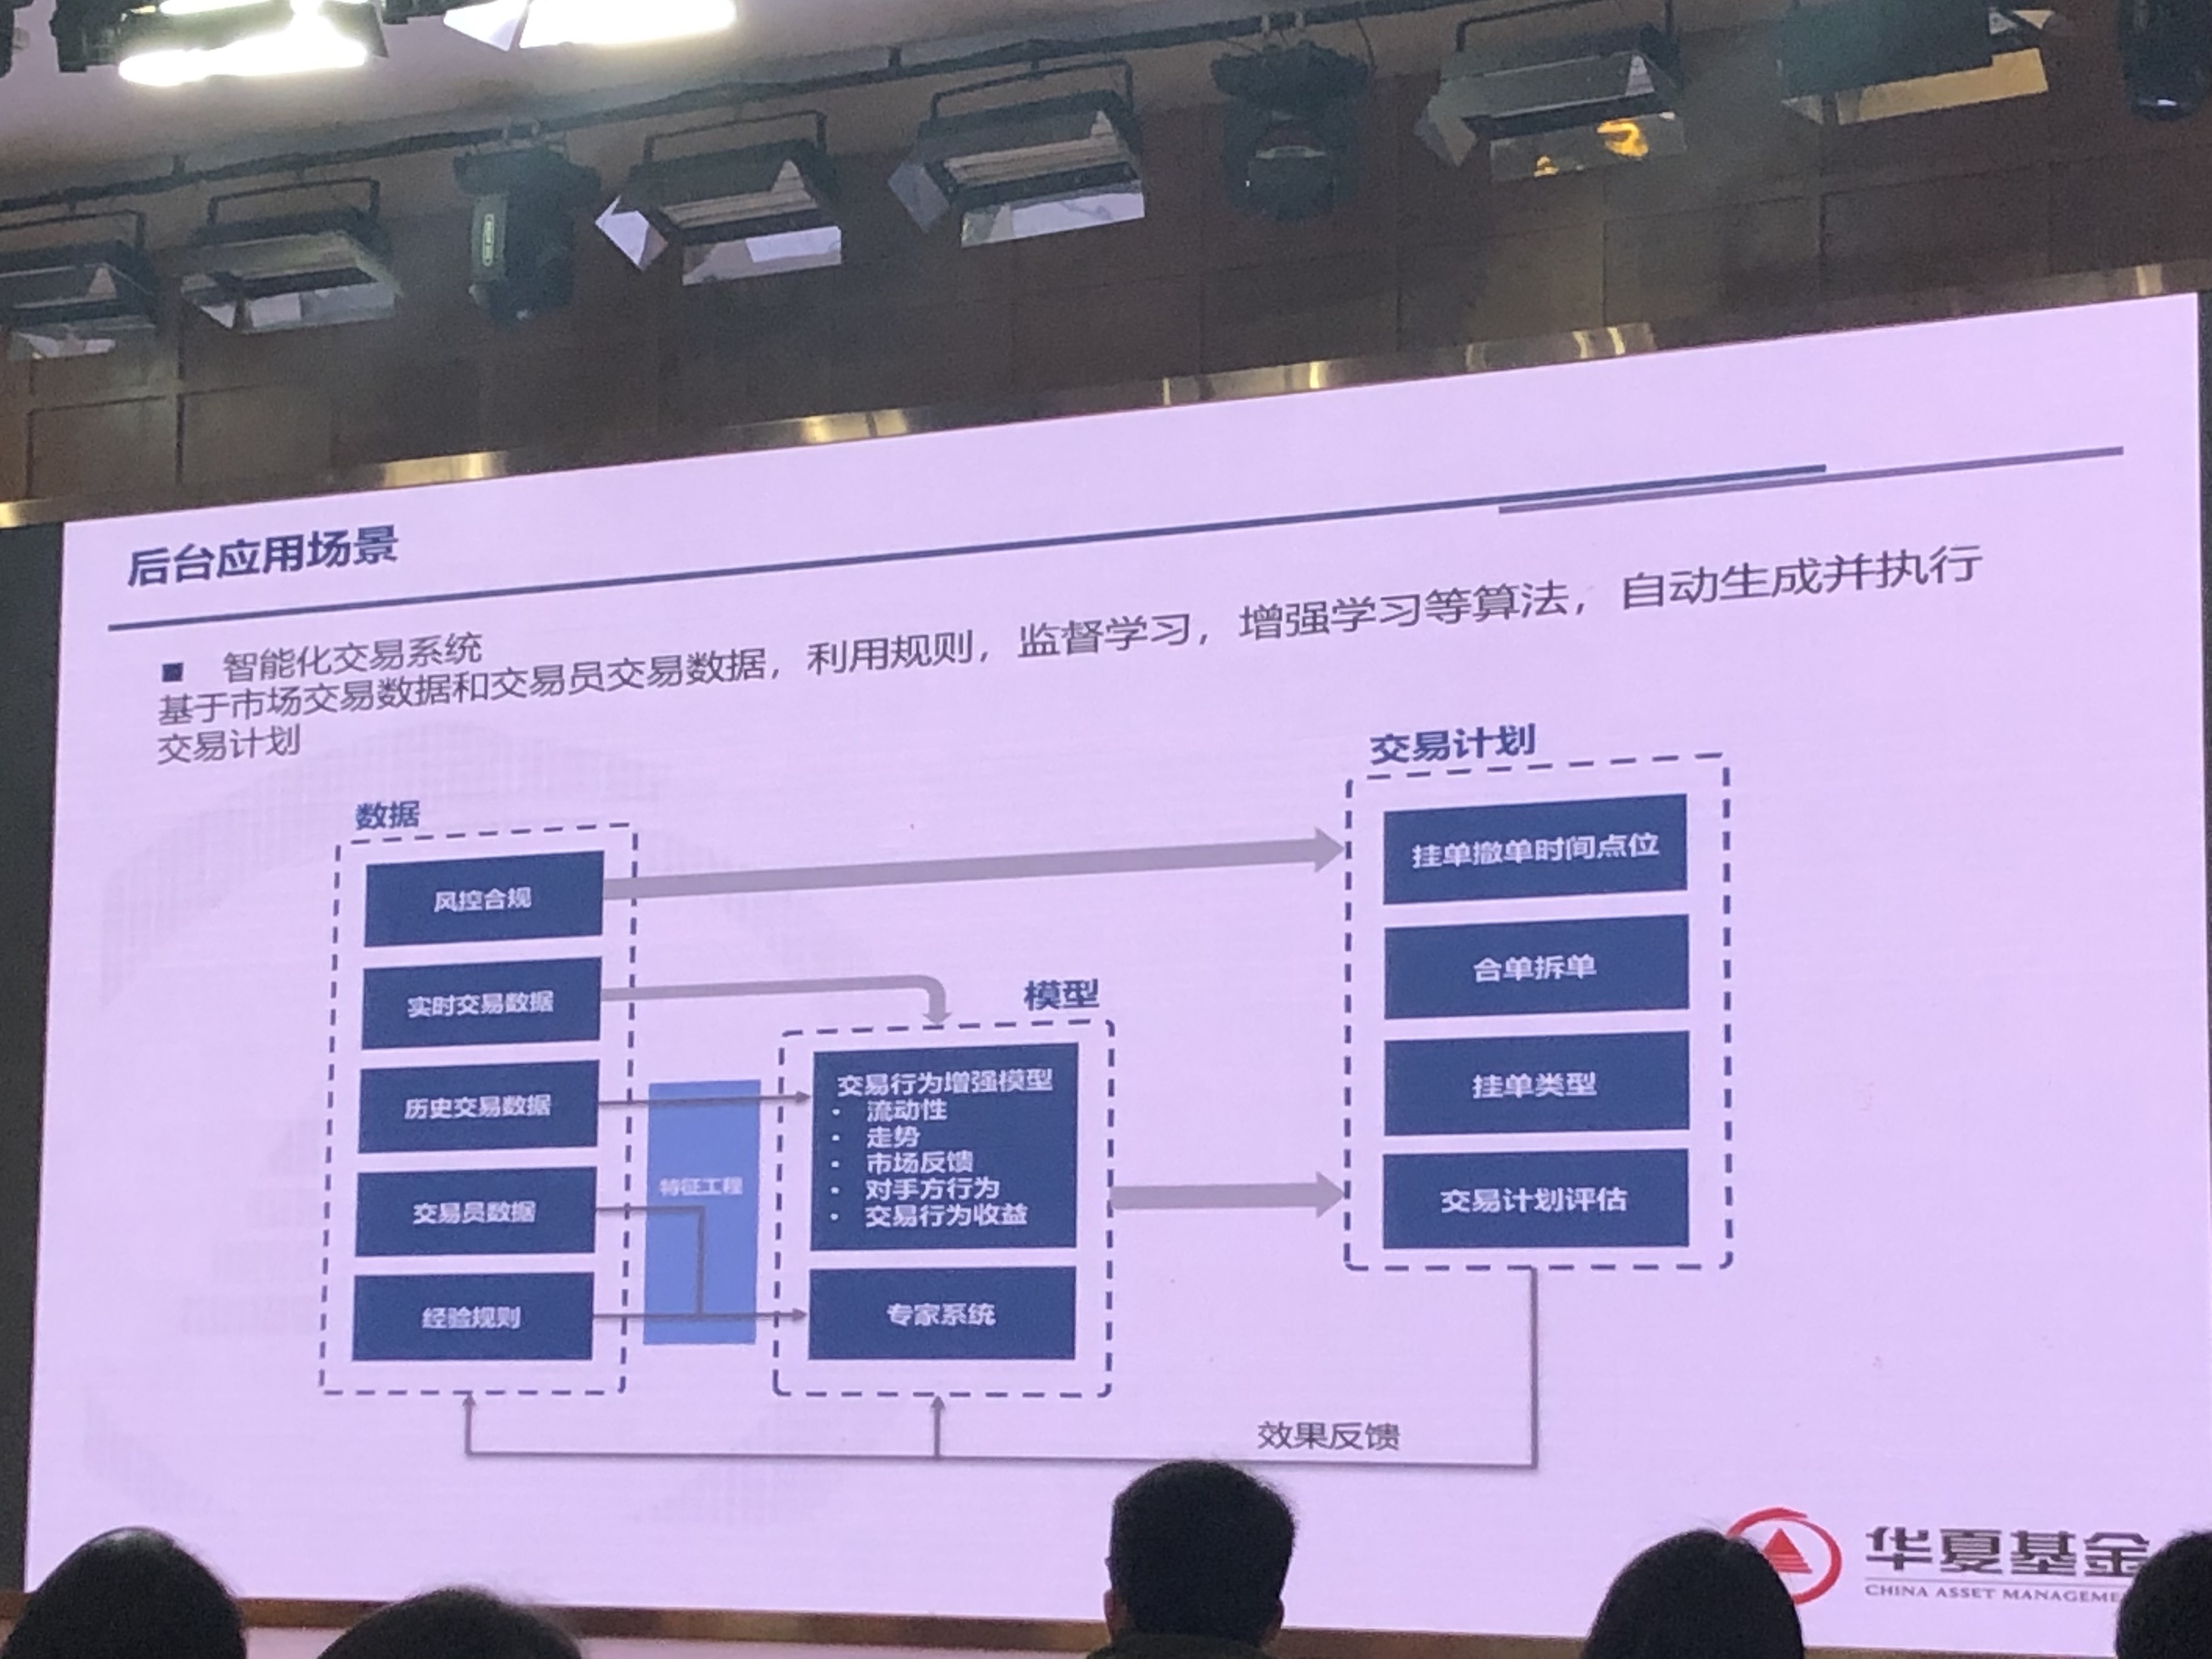 后台应用场景
■ 智能化交易系统
基于市场交易数据和交易员交易数据，利用规则，监督学习，增强学习等算法，自动生成并执行
交易计划
数据
风控合规
实时交易数据
历史交易数据
交易员数据
经验规则
特征工程
模型
交易行为增强模型
• 流动性
• 走势
• 市场反馈
• 对手方行为
• 交易行为收益
专家系统
交易计划
挂单撤单时间点位
合单拆单
挂单类型
交易计划评估
效果反馈
华夏基金
CHINA ASSET